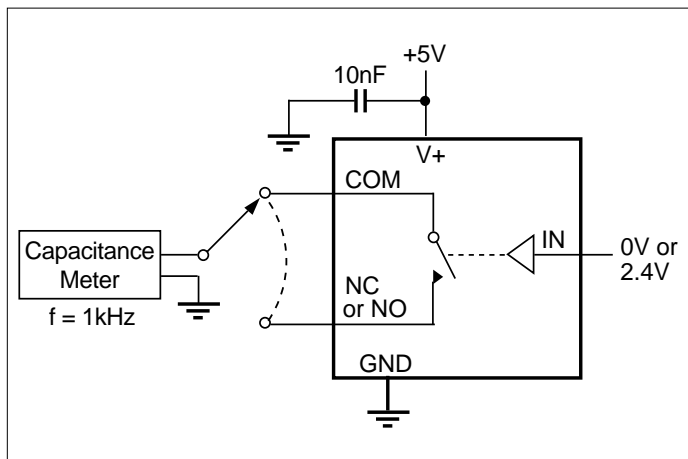 +5V
10nF
V+
COM
IN
0V or
2.4V
Capacitance
Meter
f = 1kHz
NC
or NO
GND